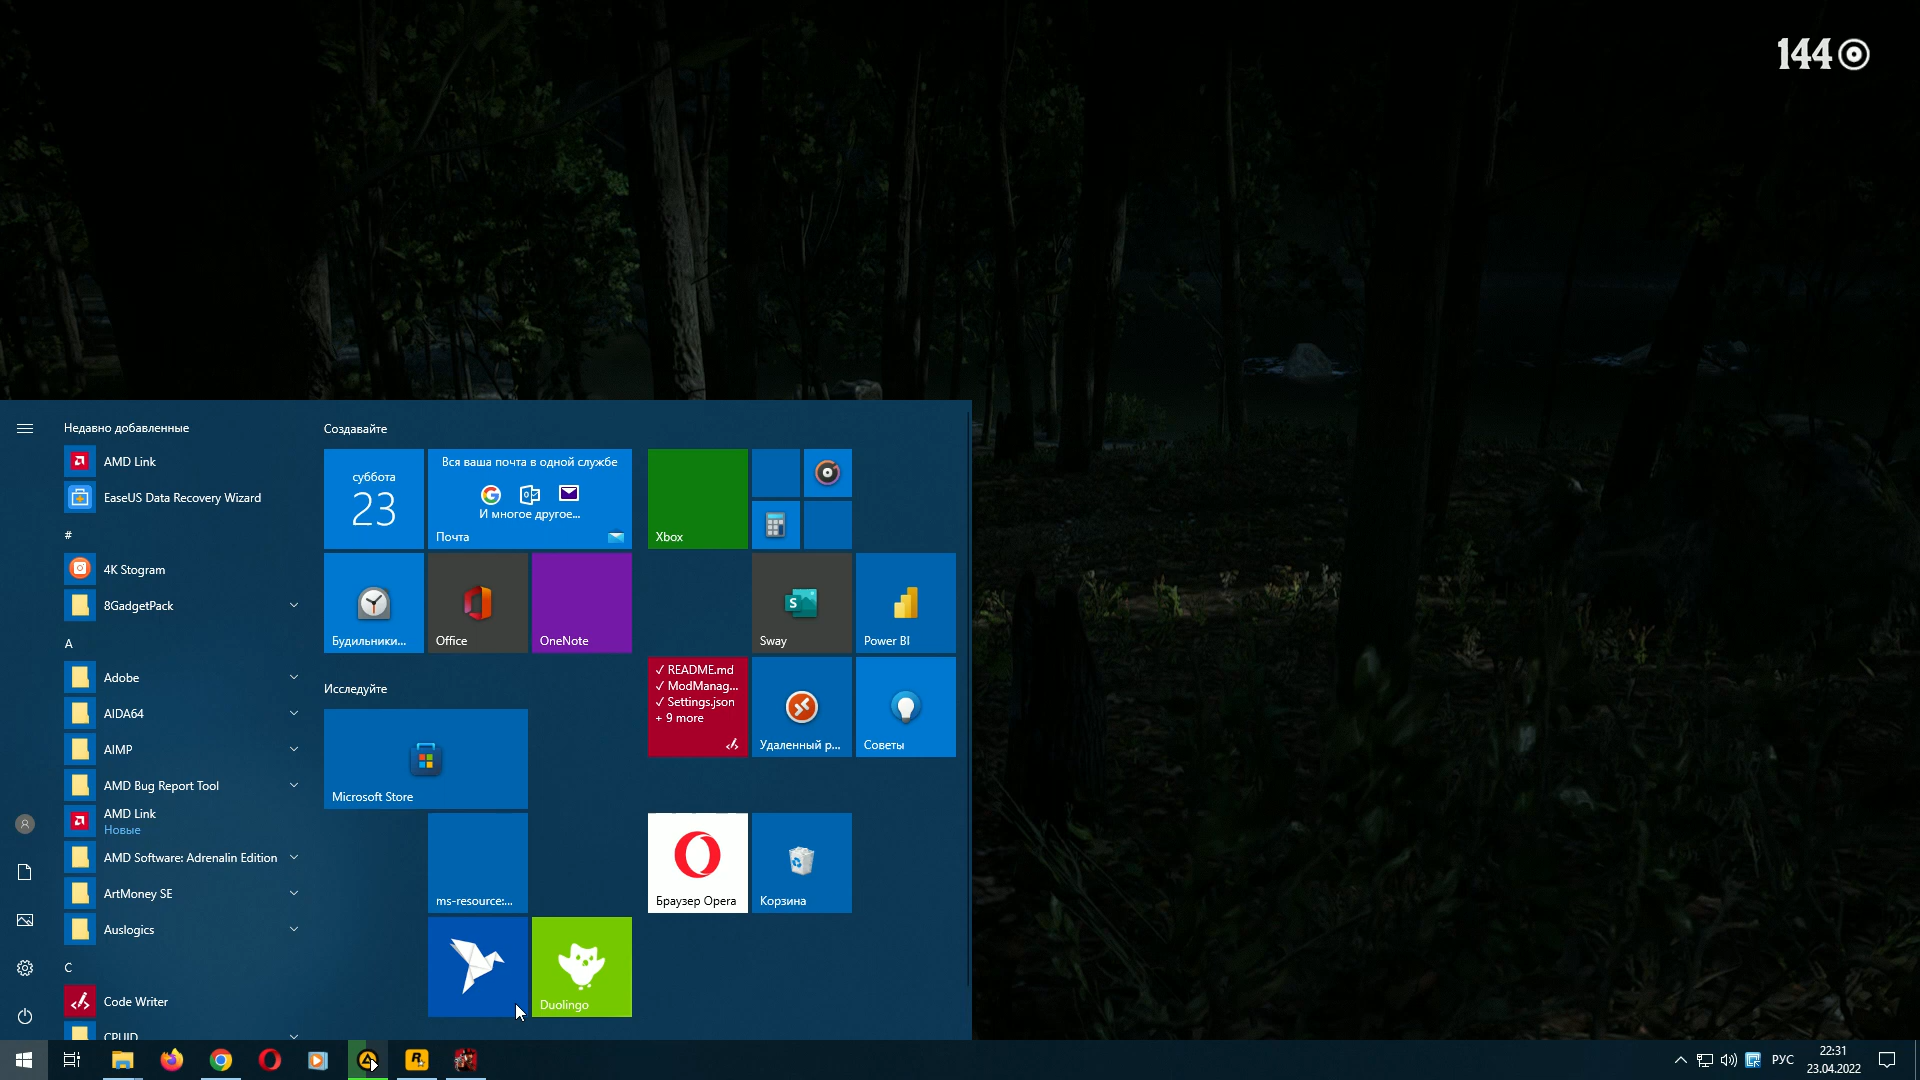 144
Недавно добавленные
AMD Link
EaseUS Data Recovery Wizard
#
4K Stogram
8GadgetPack
A
Adobe
AIDA64
AIMP
AMD Bug Report Tool
AMD Link
Новые
AMD Software: Adrenalin Edition
ArtMoney SE
Auslogics
C
Code Writer
CPUID
Создавайте
суббота
23
Вся ваша почта в одной службе
И многое другое...
Почта
Xbox
Будильники...
Office
OneNote
Sway
Power BI
Исследуйте
✓ README.md
✓ ModManag...
✓ Settings.json
+ 9 more
Удаленный р...
Советы
Microsoft Store
ms-resource:...
Браузер Opera
Корзина
Duolingo
РУС
22:31
23.04.2022